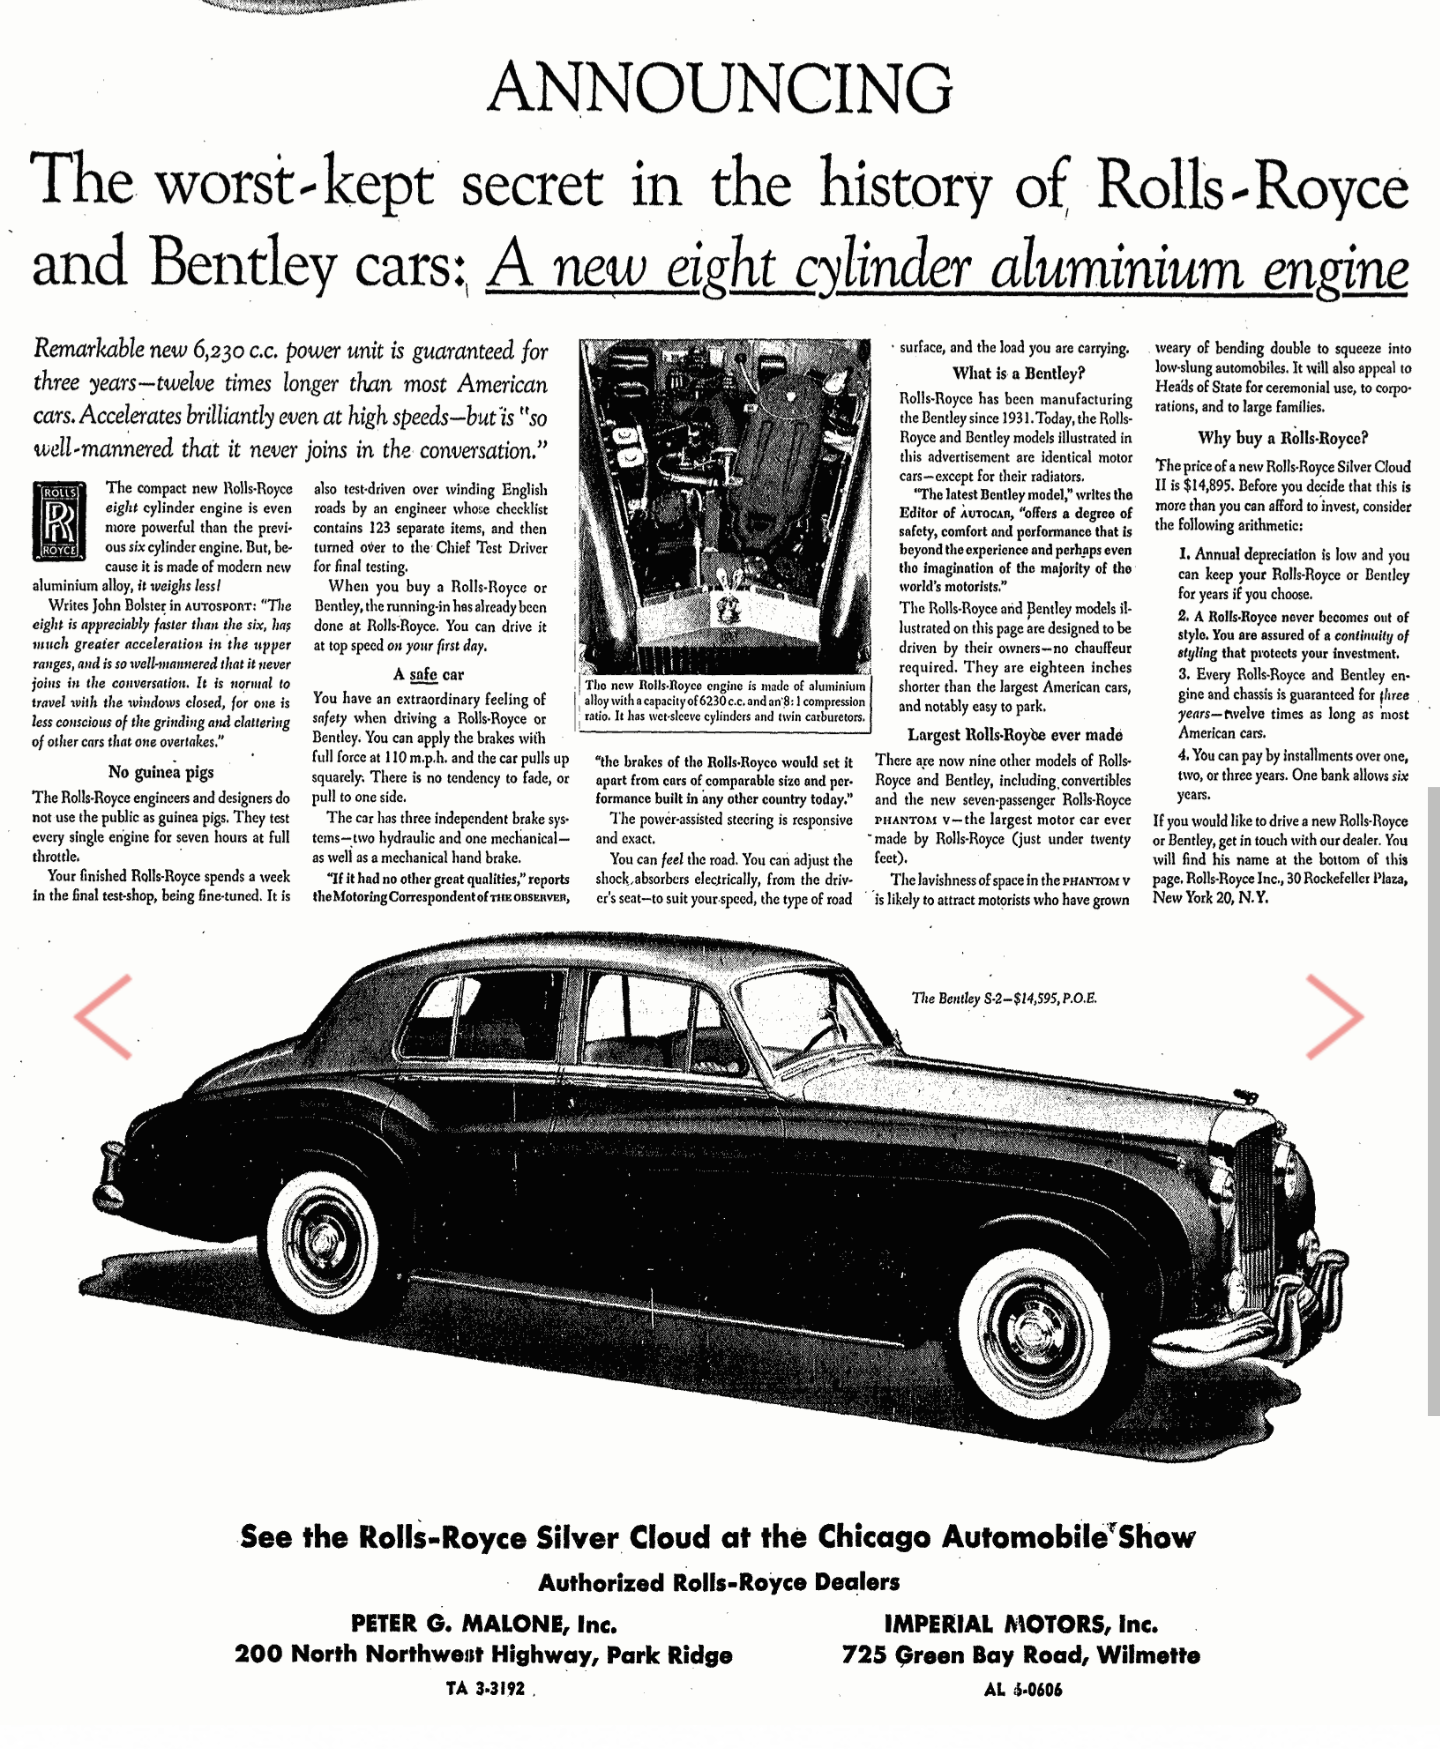 ANNOUNCING
The worst-kept secret in the history of Rolls-Royce
and Bentley cars: A new eight cylinder aluminium engine
Remarkable new 6,230 c.c. power unit is guaranteed for
three years—twelve times longer than most American
cars. Accelerates brilliantly even at high speeds—but is "so
well-mannered that it never joins in the conversation."
ROLLS
RR
ROYCE
The compact new Rolls-Royce
eight cylinder engine is even
more powerful than the previ-
ous six cylinder engine. But, be-
cause it is made of modern new
aluminium alloy, it weighs less!
Writes John Bolster in AUTOSPORT: "The
eight is appreciably faster than the six, has
much greater acceleration in the upper
ranges, and is so well-mannered that it never
joins in the conversation. It is normal to
travel with the windows closed, for one is
less conscious of the grinding and clattering
of other cars that one overtakes."
No guinea pigs
The Rolls-Royce engineers and designers do
not use the public as guinea pigs. They test
every single engine for seven hours at full
throttle.
Your finished Rolls-Royce spends a week
in the final test-shop, being fine-tuned. It is
also test-driven over winding English
roads by an engineer whose checklist
contains 123 separate items, and then
turned over to the Chief Test Driver
for final testing.
When you buy a Rolls-Royce or
Bentley, the running-in has already been
done at Rolls-Royce. You can drive it
at top speed on your first day.
A safe car
You have an extraordinary feeling of
safety when driving a Rolls-Royce or
Bentley. You can apply the brakes with
full force at 110 m.p.h. and the car pulls up
squarely. There is no tendency to fade, or
pull to one side.
The car has three independent brake sys-
tems—two hydraulic and one mechanical—
as well as a mechanical hand brake.
"If it had no other great qualities," reports
the Motoring Correspondent of THE OBSERVER,
The new Rolls-Royce engine is made of aluminium
alloy with a capacity of 6230 c.c. and an 8:1 compression
ratio. It has wet-sleeve cylinders and twin carburetors.
"the brakes of the Rolls-Royce would set it
apart from cars of comparable size and per-
formance built in any other country today."
The power-assisted steering is responsive
and exact.
You can feel the road. You can adjust the
shock absorbers electrically, from the driv-
er's seat—to suit your speed, the type of road
surface, and the load you are carrying.
What is a Bentley?
Rolls-Royce has been manufacturing
the Bentley since 1931. Today, the Rolls-
Royce and Bentley models illustrated in
this advertisement are identical motor
cars—except for their radiators.
"The latest Bentley model," writes the
Editor of AUTOCAR, "offers a degree of
safety, comfort and performance that is
beyond the experience and perhaps even
the imagination of the majority of the
world's motorists."
The Rolls-Royce and Bentley models il-
lustrated on this page are designed to be
driven by their owners—no chauffeur
required. They are eighteen inches
shorter than the largest American cars,
and notably easy to park.
Largest Rolls-Royce ever made
There are now nine other models of Rolls-
Royce and Bentley, including convertibles
and the new seven-passenger Rolls-Royce
PHANTOM V—the largest motor car ever
made by Rolls-Royce (just under twenty
feet).
The lavishness of space in the PHANTOM V
is likely to attract motorists who have grown
weary of bending double to squeeze into
low-slung automobiles. It will also appeal to
Heads of State for ceremonial use, to corpo-
rations, and to large families.
Why buy a Rolls-Royce?
The price of a new Rolls-Royce Silver Cloud
II is $14,895. Before you decide that this is
more than you can afford to invest, consider
the following arithmetic:
1. Annual depreciation is low and you
can keep your Rolls-Royce or Bentley
for years if you choose.
2. A Rolls-Royce never becomes out of
style. You are assured of a continuity of
styling that protects your investment.
3. Every Rolls-Royce and Bentley en-
gine and chassis is guaranteed for three
years—twelve times as long as most
American cars.
4. You can pay by installments over one,
two, or three years. One bank allows six
years.
If you would like to drive a new Rolls-Royce
or Bentley, get in touch with our dealer. You
will find his name at the bottom of this
page. Rolls-Royce Inc., 30 Rockefeller Plaza,
New York 20, N.Y.
The Bentley S-2—$14,595, P.O.E.
See the Rolls-Royce Silver Cloud at the Chicago Automobile Show
Authorized Rolls-Royce Dealers
PETER G. MALONE, Inc.
200 North Northwest Highway, Park Ridge
TA 3-3192
IMPERIAL MOTORS, Inc.
725 Green Bay Road, Wilmette
AL